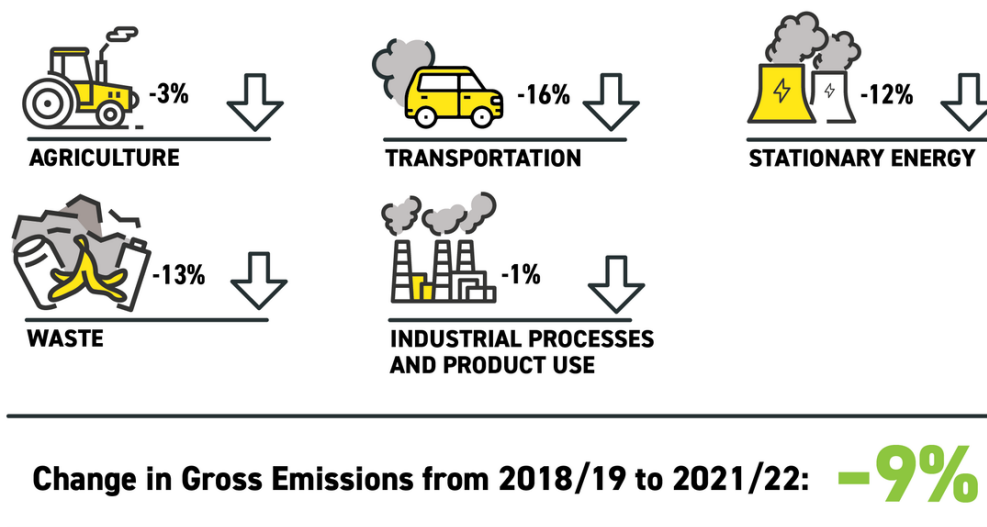 -3%
AGRICULTURE
-16%
TRANSPORTATION
-12%
STATIONARY ENERGY
-13%
WASTE
-1%
INDUSTRIAL PROCESSES
AND PRODUCT USE
Change in Gross Emissions from 2018/19 to 2021/22: -9%